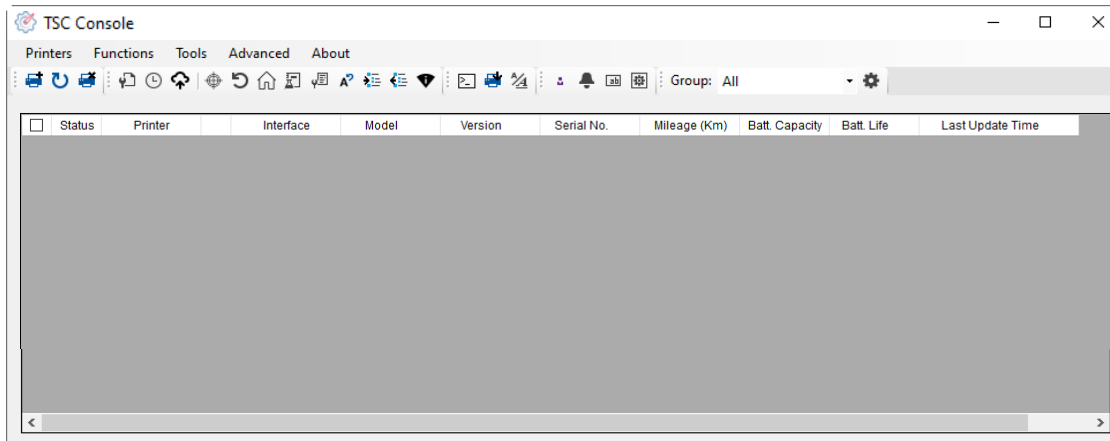 TSC Console
Printers Functions Tools Advanced About
Group: All
Status Printer Interface Model Version Serial No. Mileage (Km) Batt. Capacity Batt. Life Last Update Time